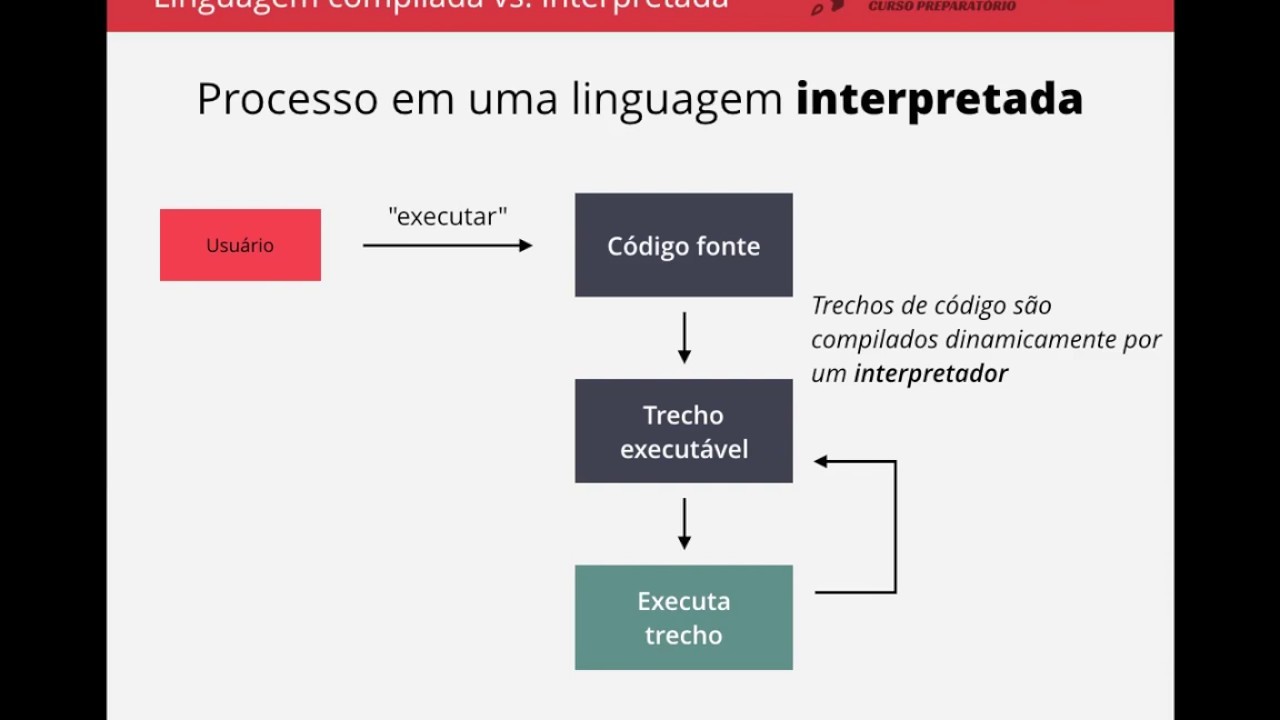 Linguagem compilada vs. interpretada
CURSO PREPARATÓRIO
Processo em uma linguagem interpretada
Usuário
"executar"
Código fonte
Trechos de código são
compilados dinamicamente por
um interpretador
Trecho
executável
Executa
trecho